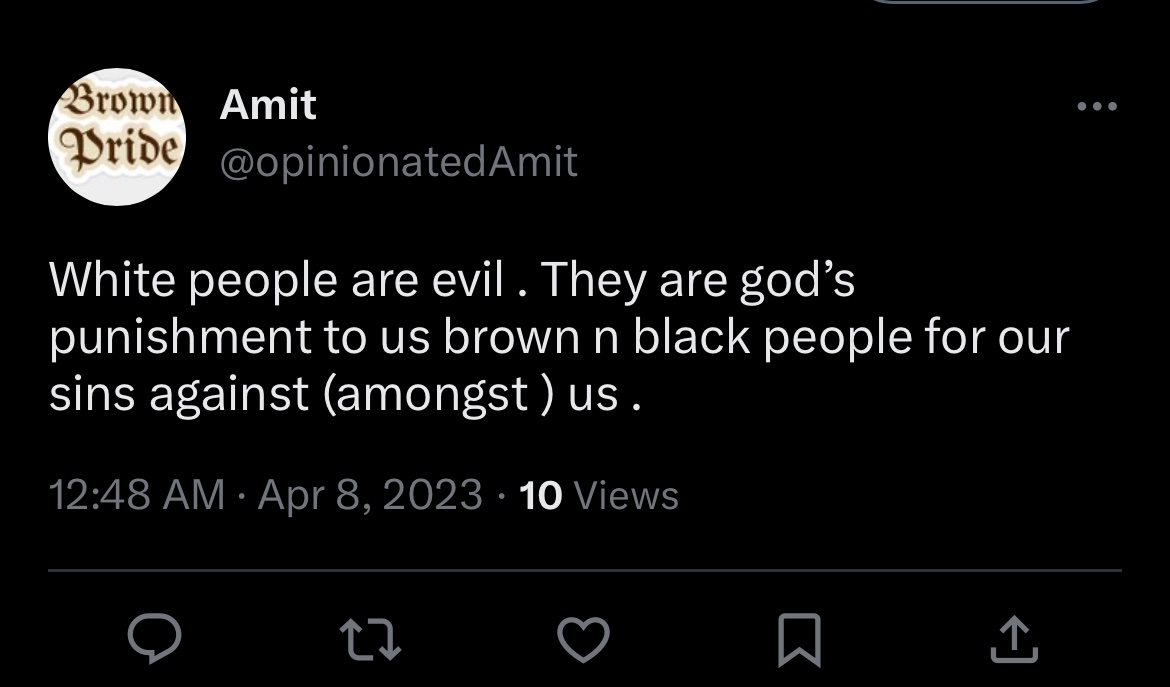 Brown
Pride
Amit
@opinionatedAmit
White people are evil . They are god’s
punishment to us brown n black people for our
sins against (amongst ) us .
12:48 AM · Apr 8, 2023 · 10 Views